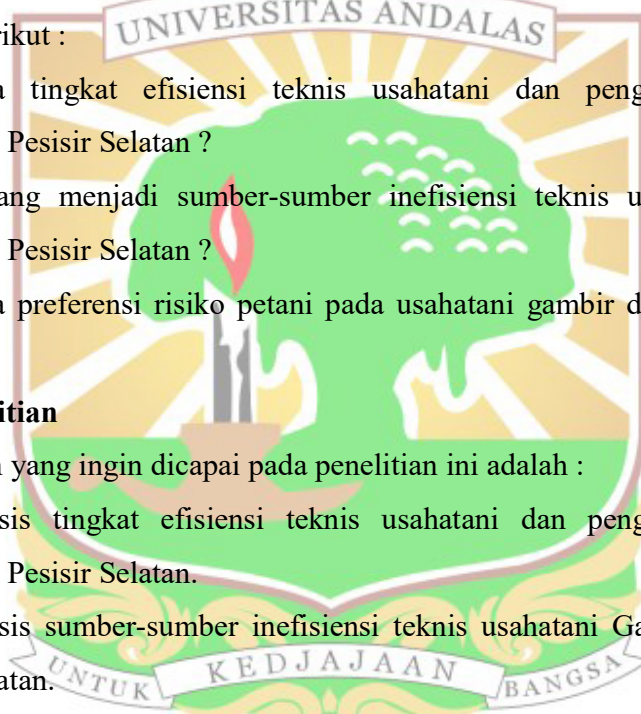 UNIVERSITAS ANDALAS
rikut :
a tingkat efisiensi teknis usahatani dan peng
Pesisir Selatan ?
ang menjadi sumber-sumber inefisiensi teknis u
Pesisir Selatan ?
a preferensi risiko petani pada usahatani gambir d
itian
n yang ingin dicapai pada penelitian ini adalah :
sis tingkat efisiensi teknis usahatani dan peng
Pesisir Selatan.
sis sumber-sumber inefisiensi teknis usahatani Ga
atan.
UNTUK KEDJAJAAN BANGSA